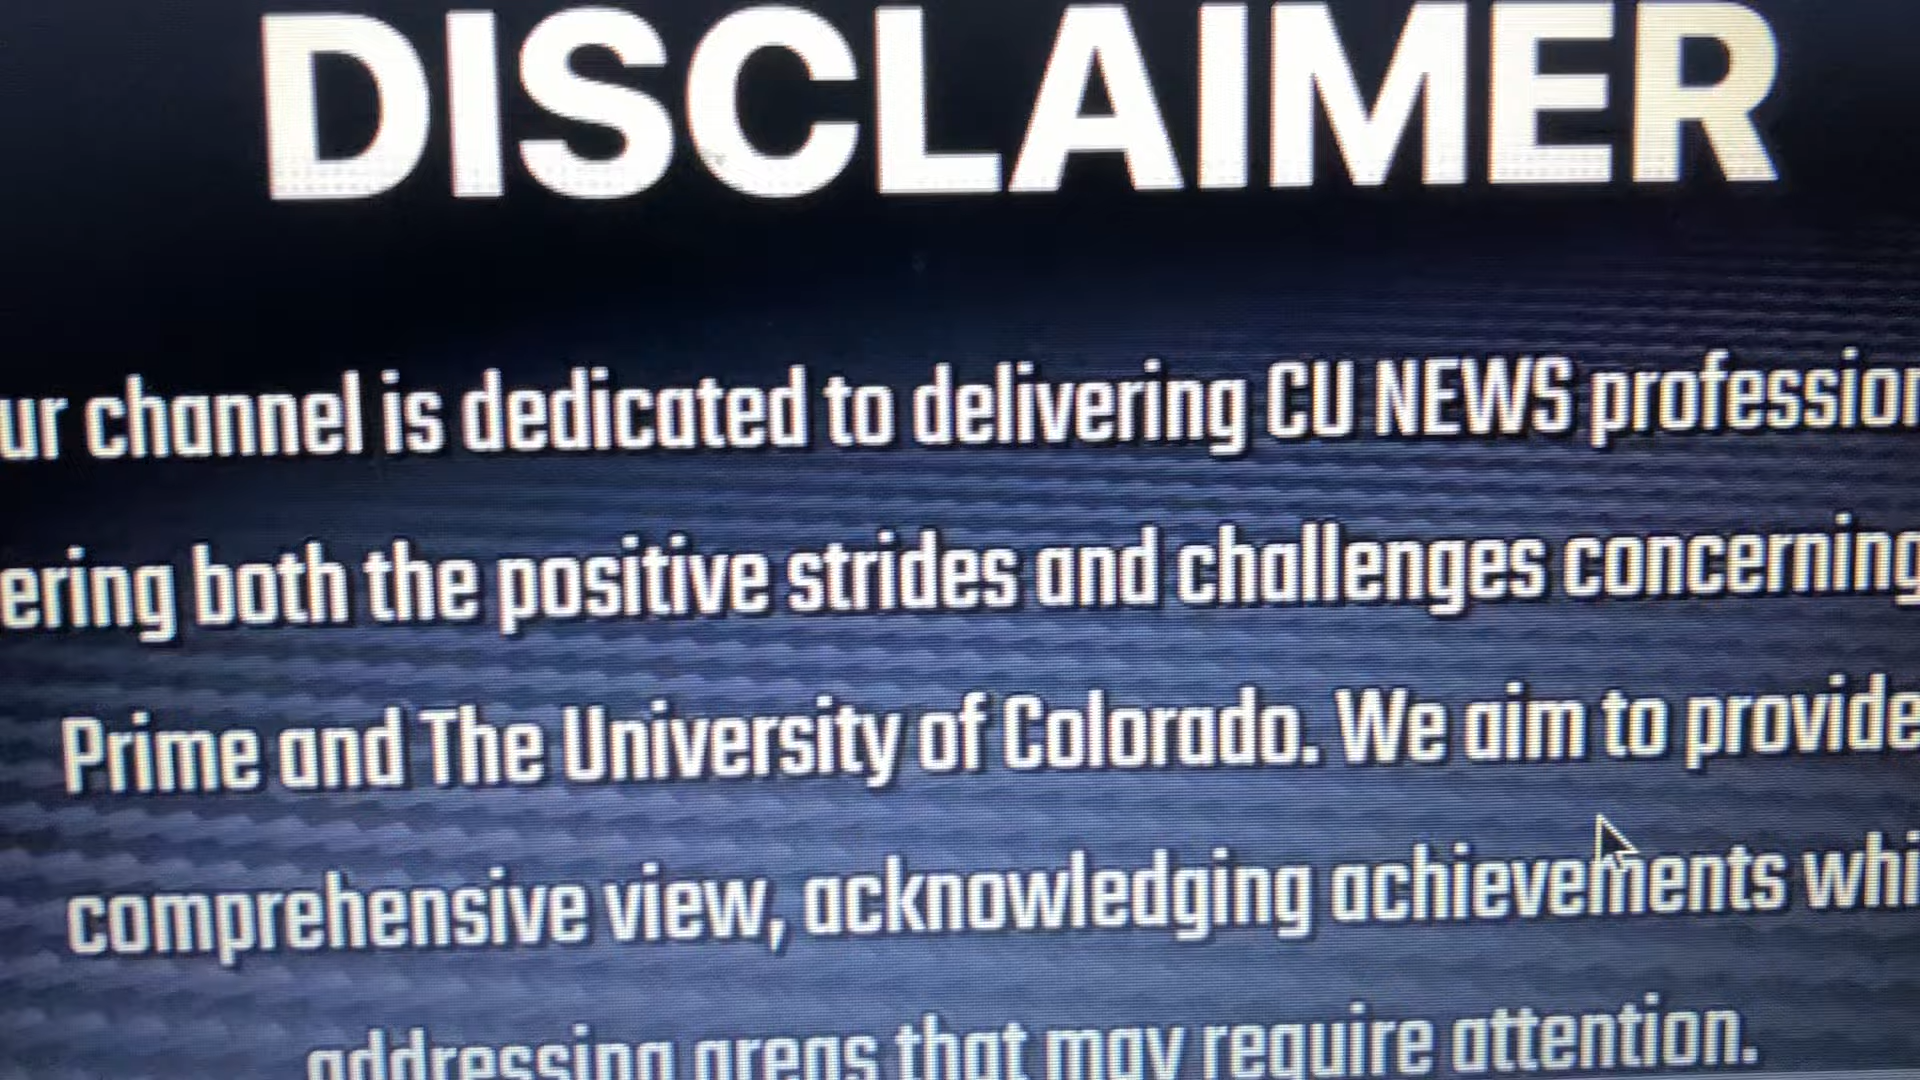 DISCLAIMER
ur channel is dedicated to delivering CU NEWS profession
ering both the positive strides and challenges concerning
Prime and The University of Colorado. We aim to provide
comprehensive view, acknowledging achievements whi
addressing areas that may require attention.